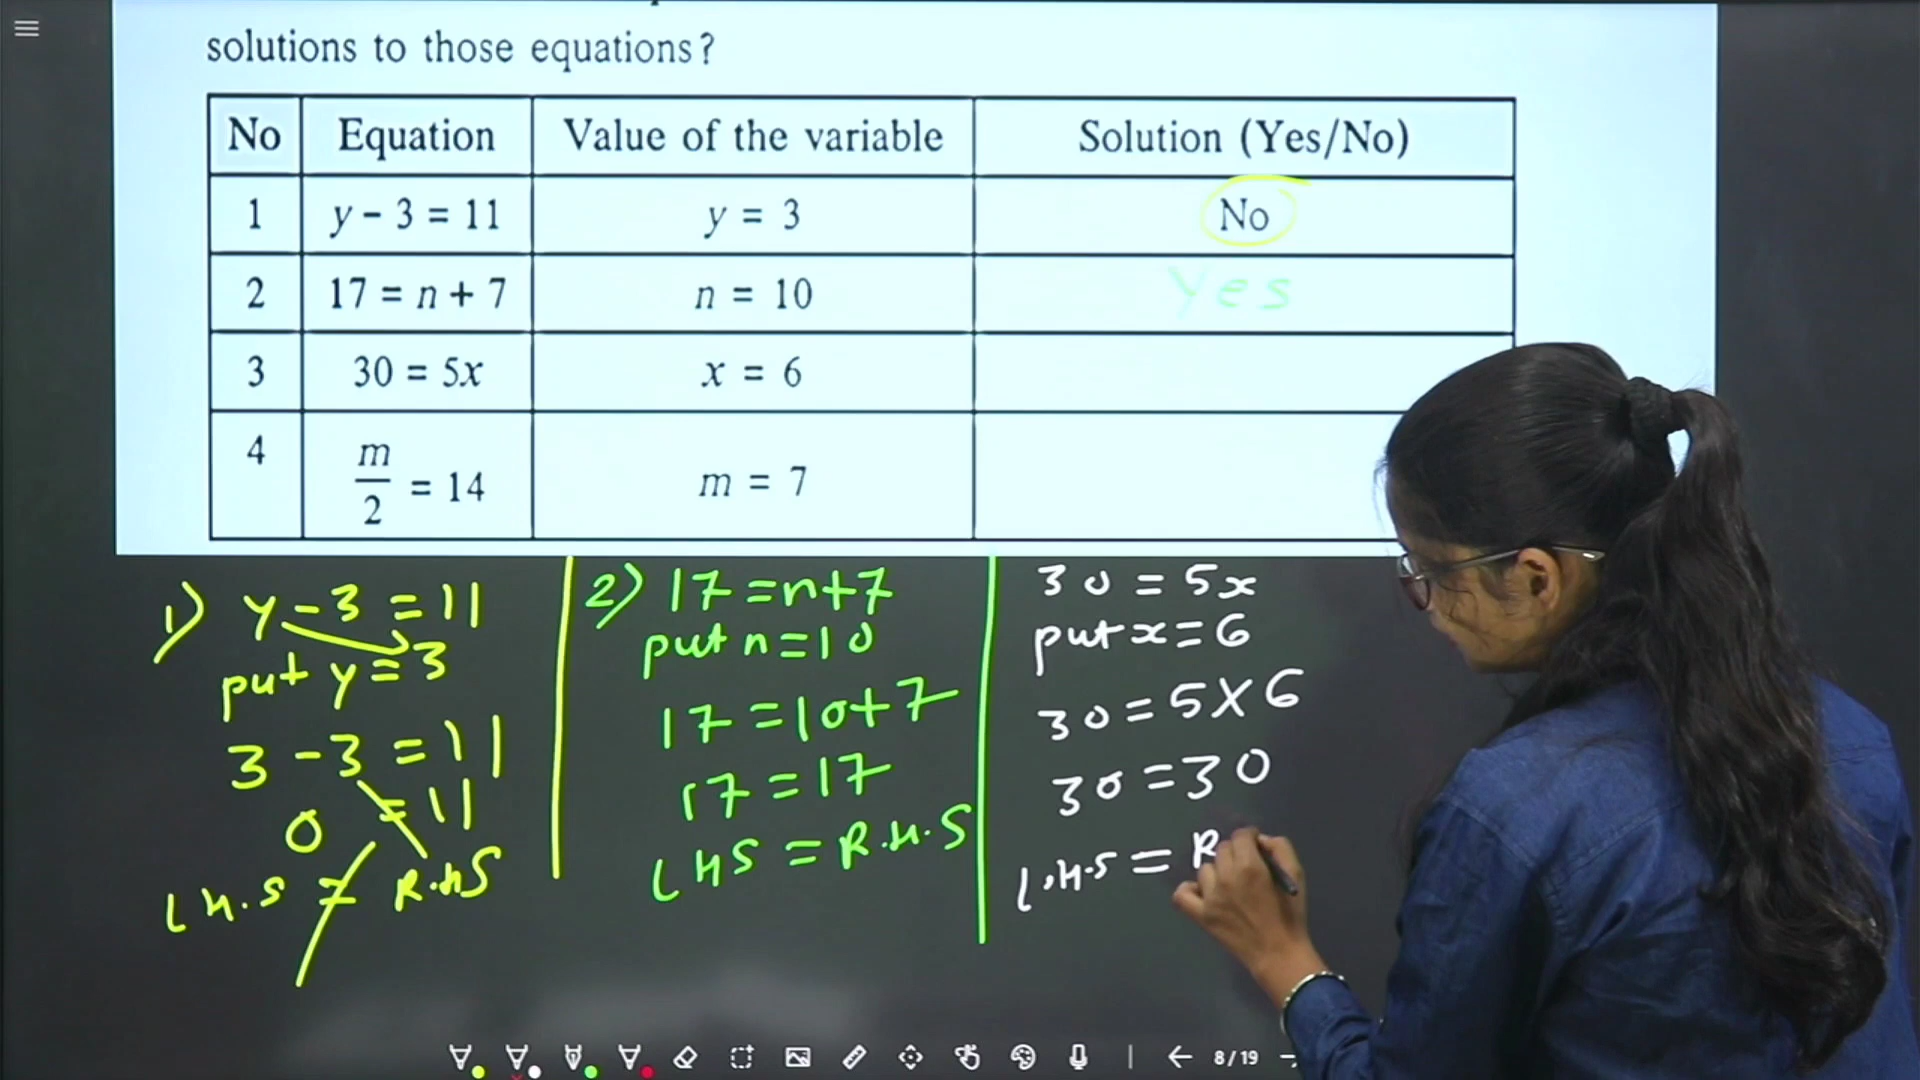 solutions to those equations?
No Equation Value of the variable Solution (Yes/No)
1 y – 3 = 11 y = 3 No
2 17 = n + 7 n = 10 Yes
3 30 = 5x x = 6
4 m/2 = 14 m = 7
1) y – 3 = 11
put y = 3
3 – 3 = 11
0 = 11
L H.S ≠ R.H.S
2) 17 = n+7
put n = 10
17 = 10+7
17 = 17
LHS = R.H.S
30 = 5x
put x = 6
30 = 5X6
30 = 30
L.H.S = R
8/19